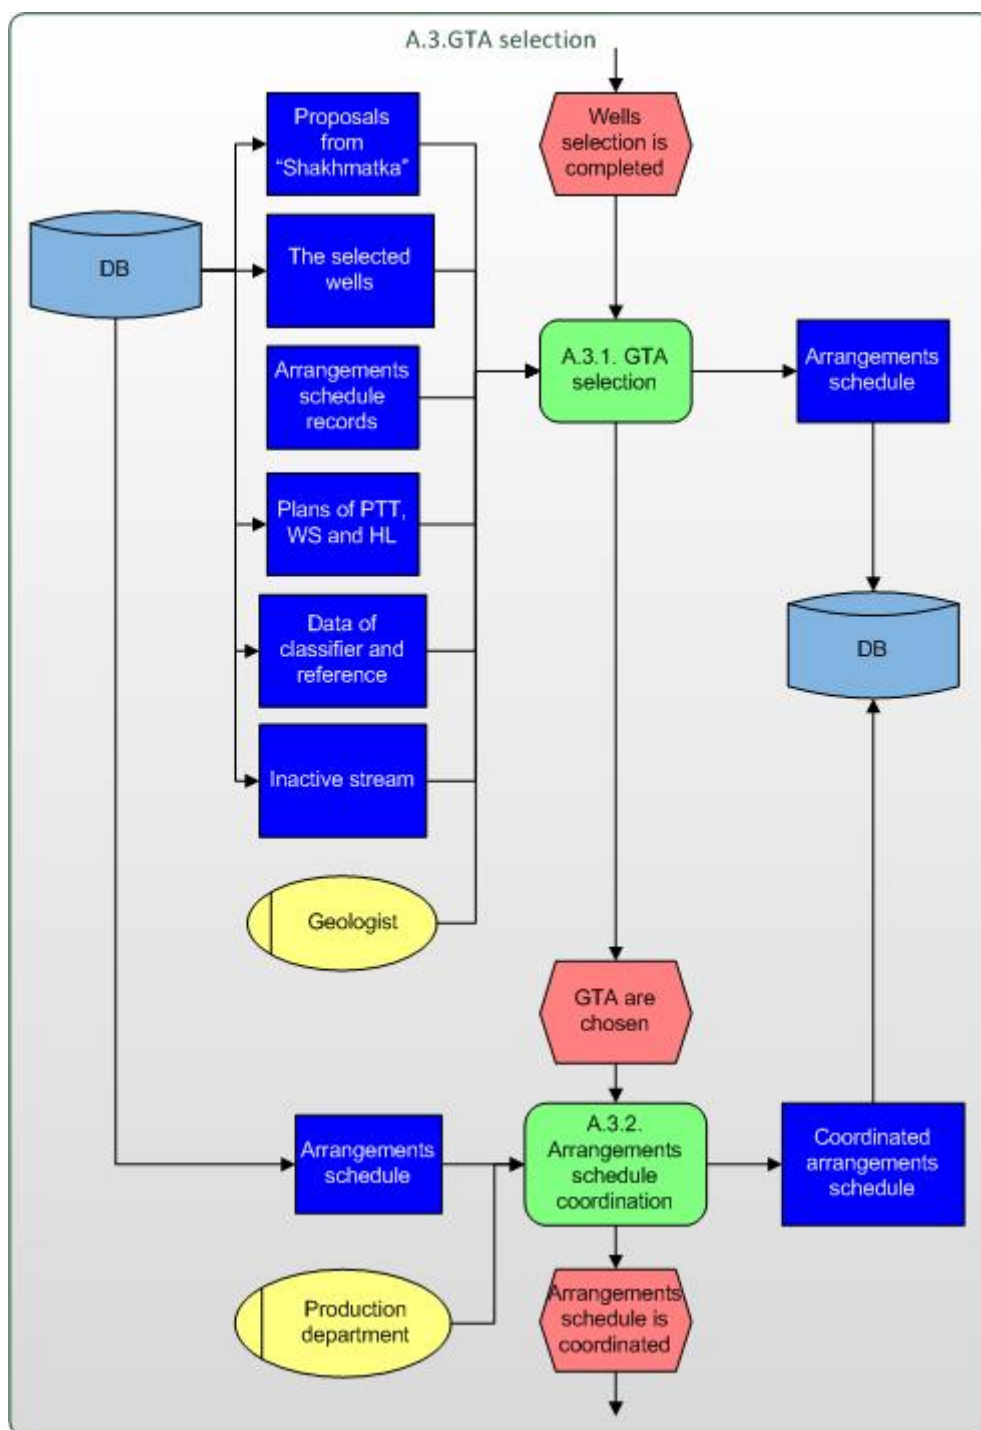 A.3.GTA selection
Wells
selection is
completed
Proposals
from
“Shakhmatka”
DB
The selected
wells
A.3.1. GTA
selection
Arrangements
schedule
Arrangements
schedule
records
Plans of PTT,
WS and HL
Data of
classifier and
reference
DB
Inactive stream
Geologist
GTA are
chosen
Arrangements
schedule
A.3.2.
Arrangements
schedule
coordination
Coordinated
arrangements
schedule
Production
department
Arrangements
schedule is
coordinated